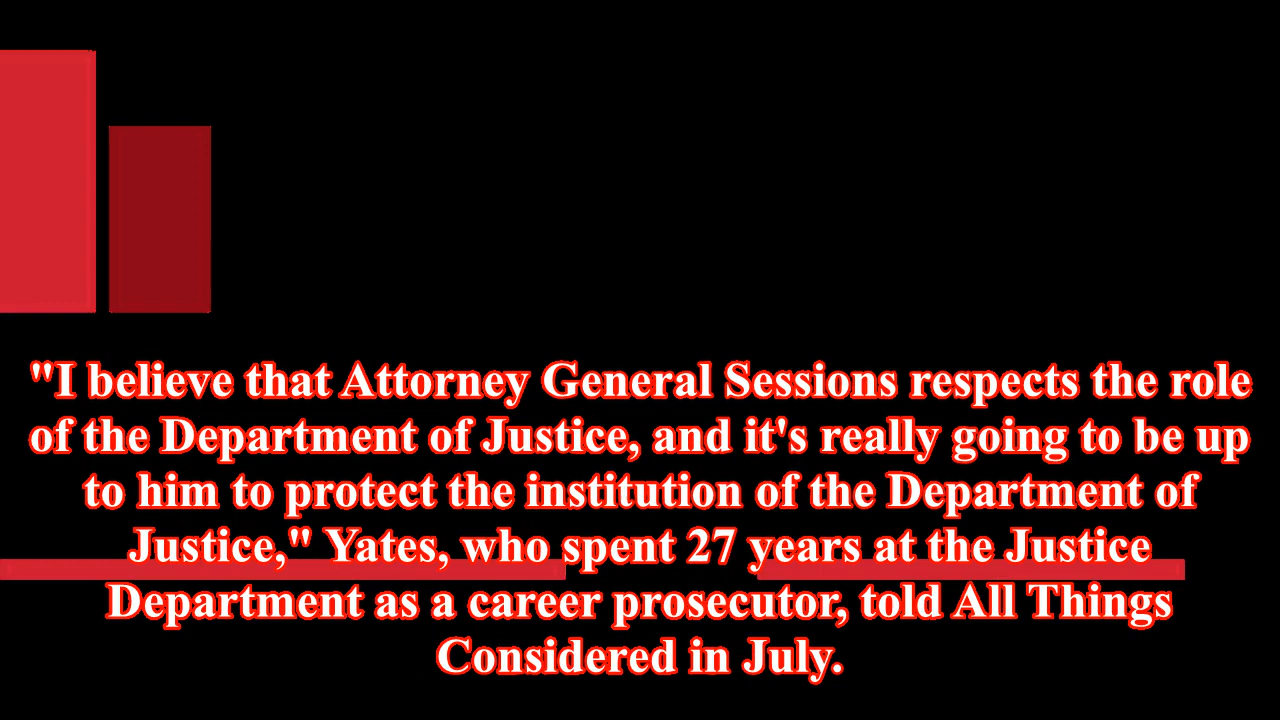 "I believe that Attorney General Sessions respects the role
of the Department of Justice, and it's really going to be up
to him to protect the institution of the Department of
Justice," Yates, who spent 27 years at the Justice
Department as a career prosecutor, told All Things
Considered in July.